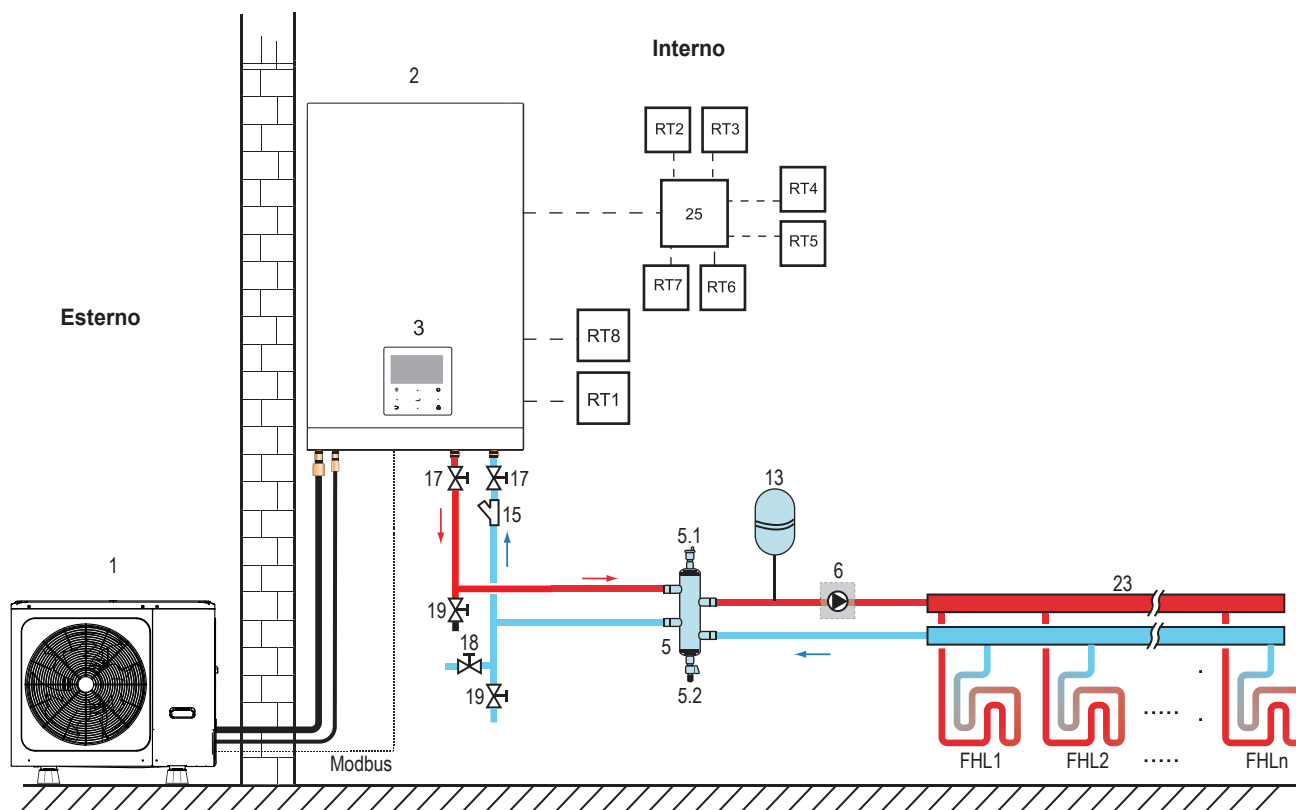 Interno
2
RT2
RT3
RT4
25
RT5
RT7
RT6
Esterno
3
RT8
RT1
17
17
13
15
5.1
1
6
23
19
18
5
19
5.2
FHL1
FHL2
.....
.....
FHLn
Modbus